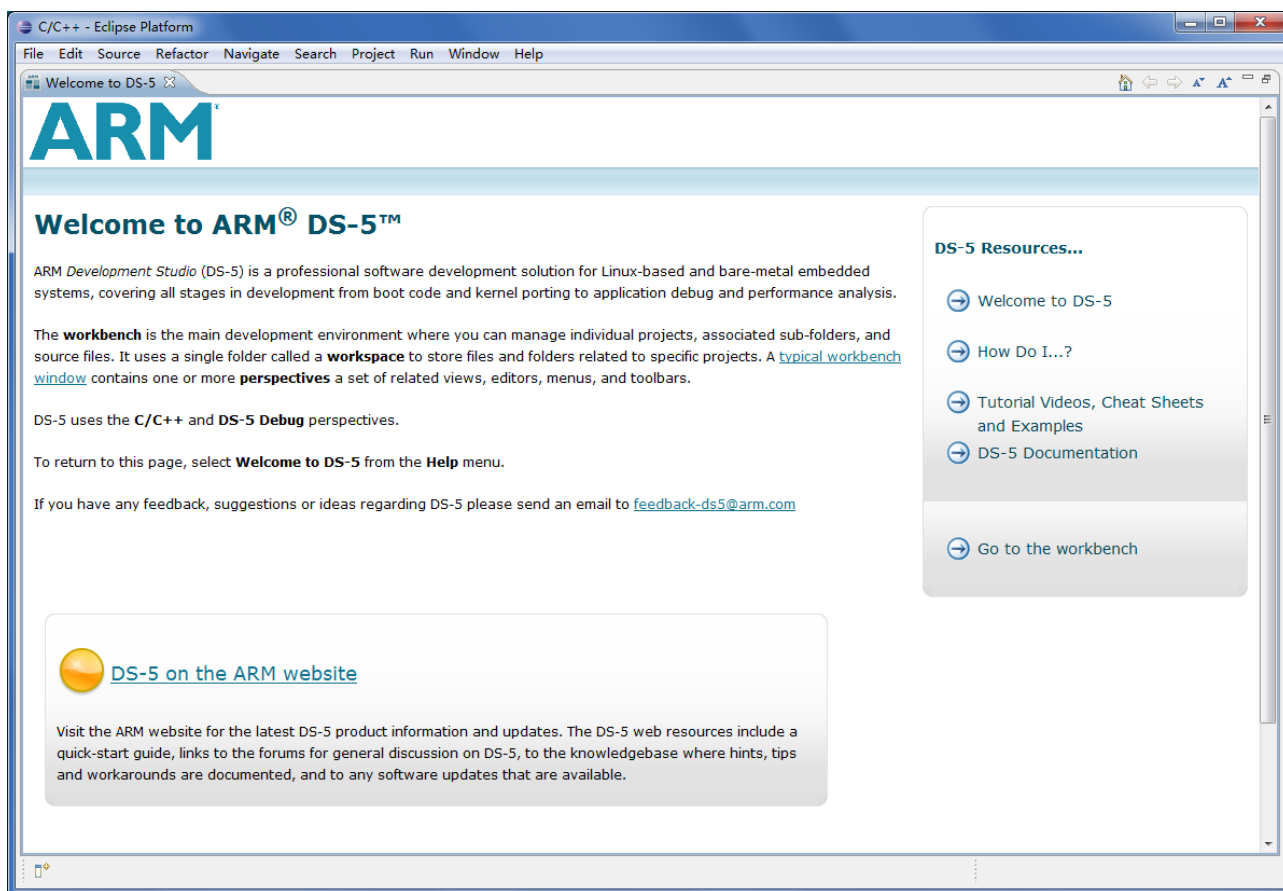 C/C++ - Eclipse Platform
File Edit Source Refactor Navigate Search Project Run Window Help
Welcome to DS-5
ARM
Welcome to ARM® DS-5™
ARM Development Studio (DS-5) is a professional software development solution for Linux-based and bare-metal embedded
systems, covering all stages in development from boot code and kernel porting to application debug and performance analysis.
The workbench is the main development environment where you can manage individual projects, associated sub-folders, and
source files. It uses a single folder called a workspace to store files and folders related to specific projects. A typical workbench
window contains one or more perspectives a set of related views, editors, menus, and toolbars.
DS-5 uses the C/C++ and DS-5 Debug perspectives.
To return to this page, select Welcome to DS-5 from the Help menu.
If you have any feedback, suggestions or ideas regarding DS-5 please send an email to feedback-ds5@arm.com
DS-5 Resources...
Welcome to DS-5
How Do I...?
Tutorial Videos, Cheat Sheets
and Examples
DS-5 Documentation
Go to the workbench
DS-5 on the ARM website
Visit the ARM website for the latest DS-5 product information and updates. The DS-5 web resources include a
quick-start guide, links to the forums for general discussion on DS-5, to the knowledgebase where hints, tips
and workarounds are documented, and to any software updates that are available.